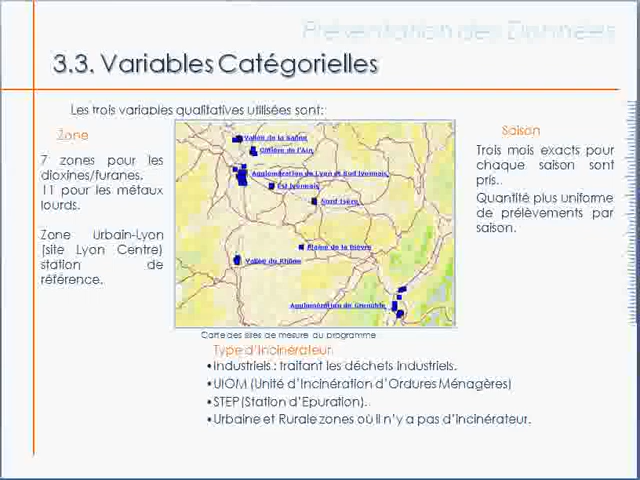 Présentation des Données
3.3. Variables Catégorielles
Les trois variables qualitatives utilisées sont:
Zone
7 zones pour les
dioxines/furanes.
11 pour les métaux
lourds.
Zone Urbain-Lyon
(site Lyon Centre)
station de
référence.
Vallée de la Saône
Côtière de l'Ain
Agglomération de Lyon et Sud lyonnais
Est lyonnais
Nord Isère
Plaine de la Bièvre
Vallée du Rhône
Agglomération de Grenoble
Carte des sites de mesure du programme
Saison
Trois mois exacts pour
chaque saison sont
pris..
Quantité plus uniforme
de prélèvements par
saison.
Type d'Incinérateur
•Industriels : traitant les déchets industriels.
•UIOM (Unité d'Incinération d'Ordures Ménagères)
•STEP(Station d'Epuration)..
•Urbaine et Rurale zones où il n'y a pas d'incinérateur.